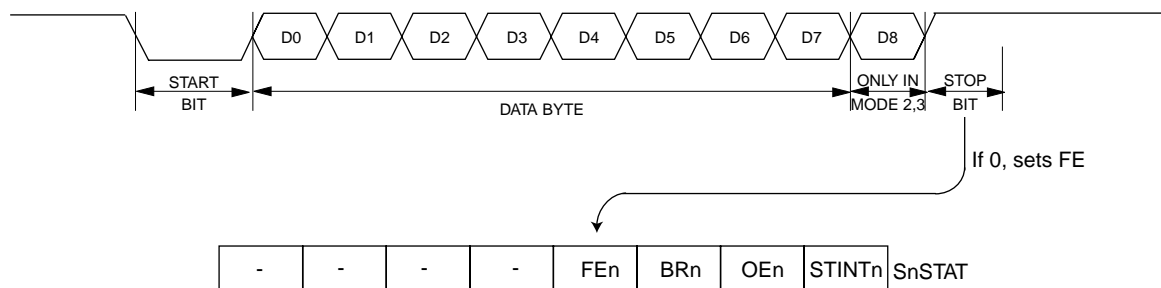 D0 D1 D2 D3 D4 D5 D6 D7 D8
START BIT
DATA BYTE
ONLY IN MODE 2,3
STOP BIT
If 0, sets FE
- - - - FEn BRn OEn STINTn SnSTAT